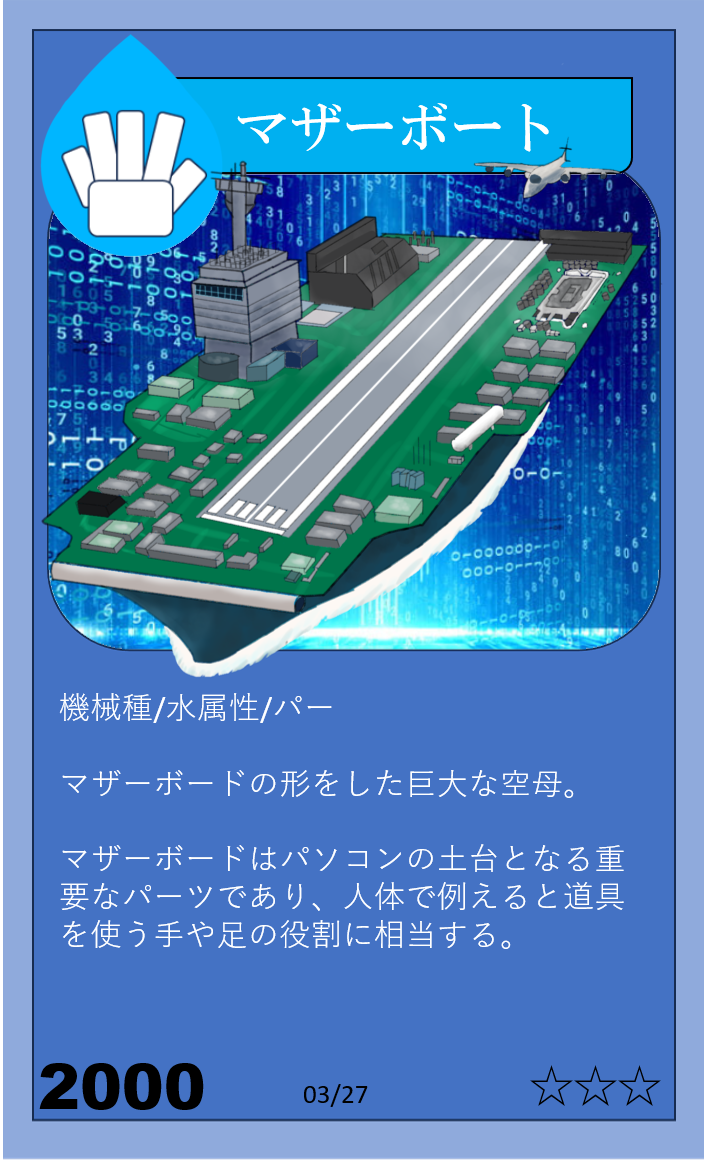 マザーボート
機械種/水属性/パー
マザーボードの形をした巨大な空母。
マザーボードはパソコンの土台となる重
要なパーツであり、人体で例えると道具
を使う手や足の役割に相当する。
2000
03/27
☆☆☆